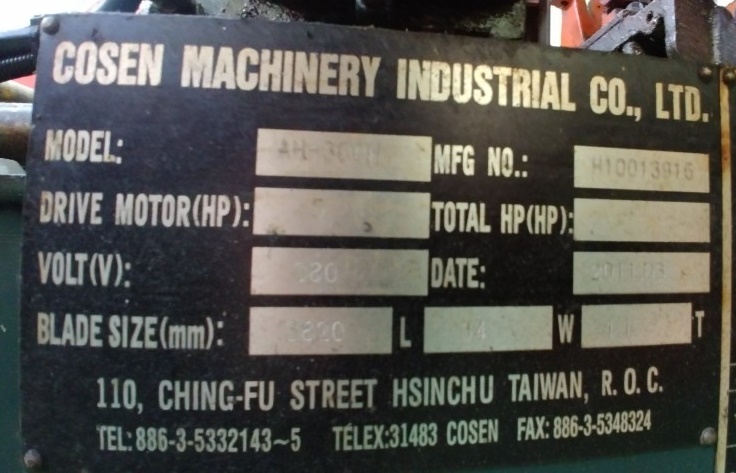 COSEN MACHINERY INDUSTRIAL CO., LTD.
MODEL: MFG NO.: H10013916
DRIVE MOTOR(HP): TOTAL HP(HP):
VOLT(V): DATE:
BLADE SIZE(mm): L W T
110, CHING-FU STREET HSINCHU TAIWAN, R.O.C.
TEL:886-3-5332143~5 TELEX:31483 COSEN FAX:886-3-5348324